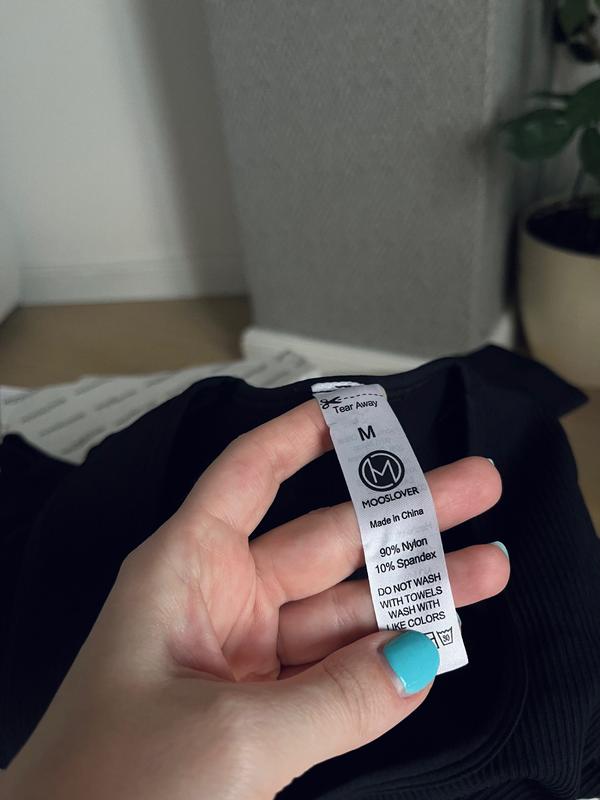 Tear Away
M
M
MOOSLOVER
Made in China
90% Nylon
10% Spandex
DO NOT WASH
WITH TOWELS
WASH WITH
LIKE COLORS
30